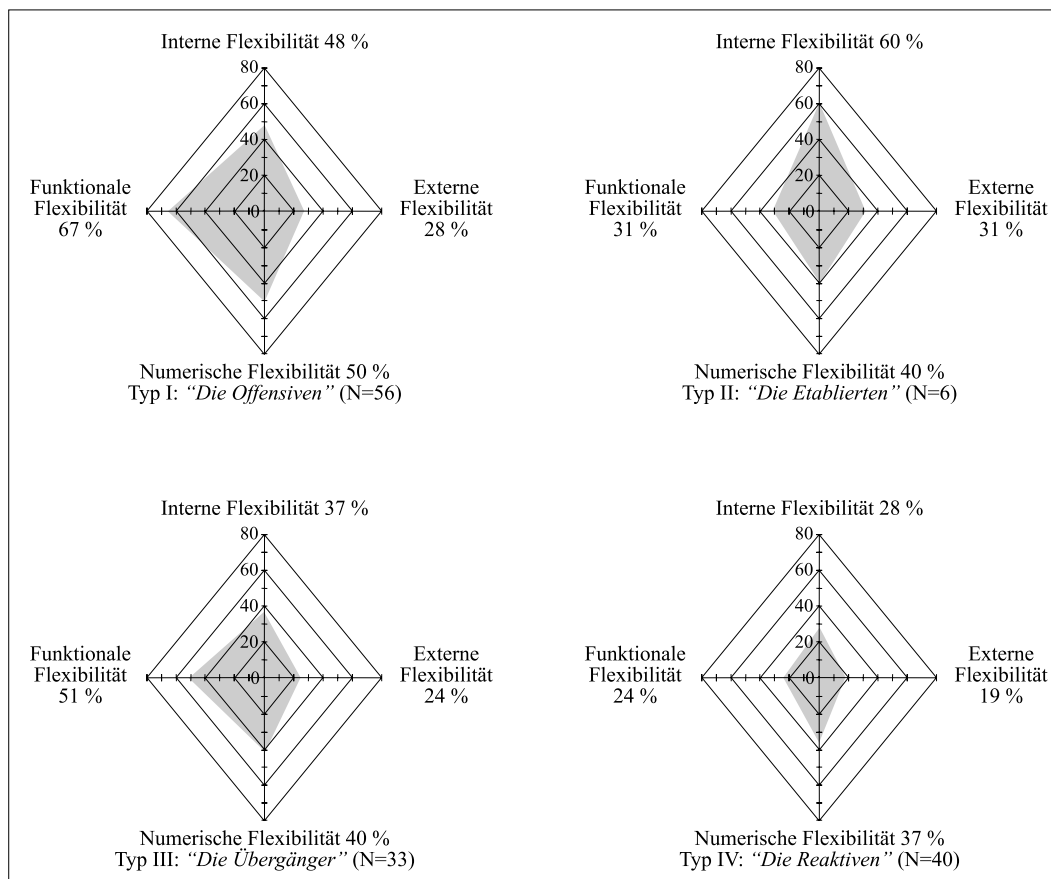 Interne Flexibilität 48 %
80
60
40
20
0
Funktionale
Flexibilität
67 %
Externe
Flexibilität
28 %
Numerische Flexibilität 50 %
Typ I: “Die Offensiven” (N=56)
Interne Flexibilität 60 %
80
60
40
20
0
Funktionale
Flexibilität
31 %
Externe
Flexibilität
31 %
Numerische Flexibilität 40 %
Typ II: “Die Etablierten” (N=6)
Interne Flexibilität 37 %
80
60
40
20
0
Funktionale
Flexibilität
51 %
Externe
Flexibilität
24 %
Numerische Flexibilität 40 %
Typ III: “Die Übergänger” (N=33)
Interne Flexibilität 28 %
80
60
40
20
0
Funktionale
Flexibilität
24 %
Externe
Flexibilität
19 %
Numerische Flexibilität 37 %
Typ IV: “Die Reaktiven” (N=40)